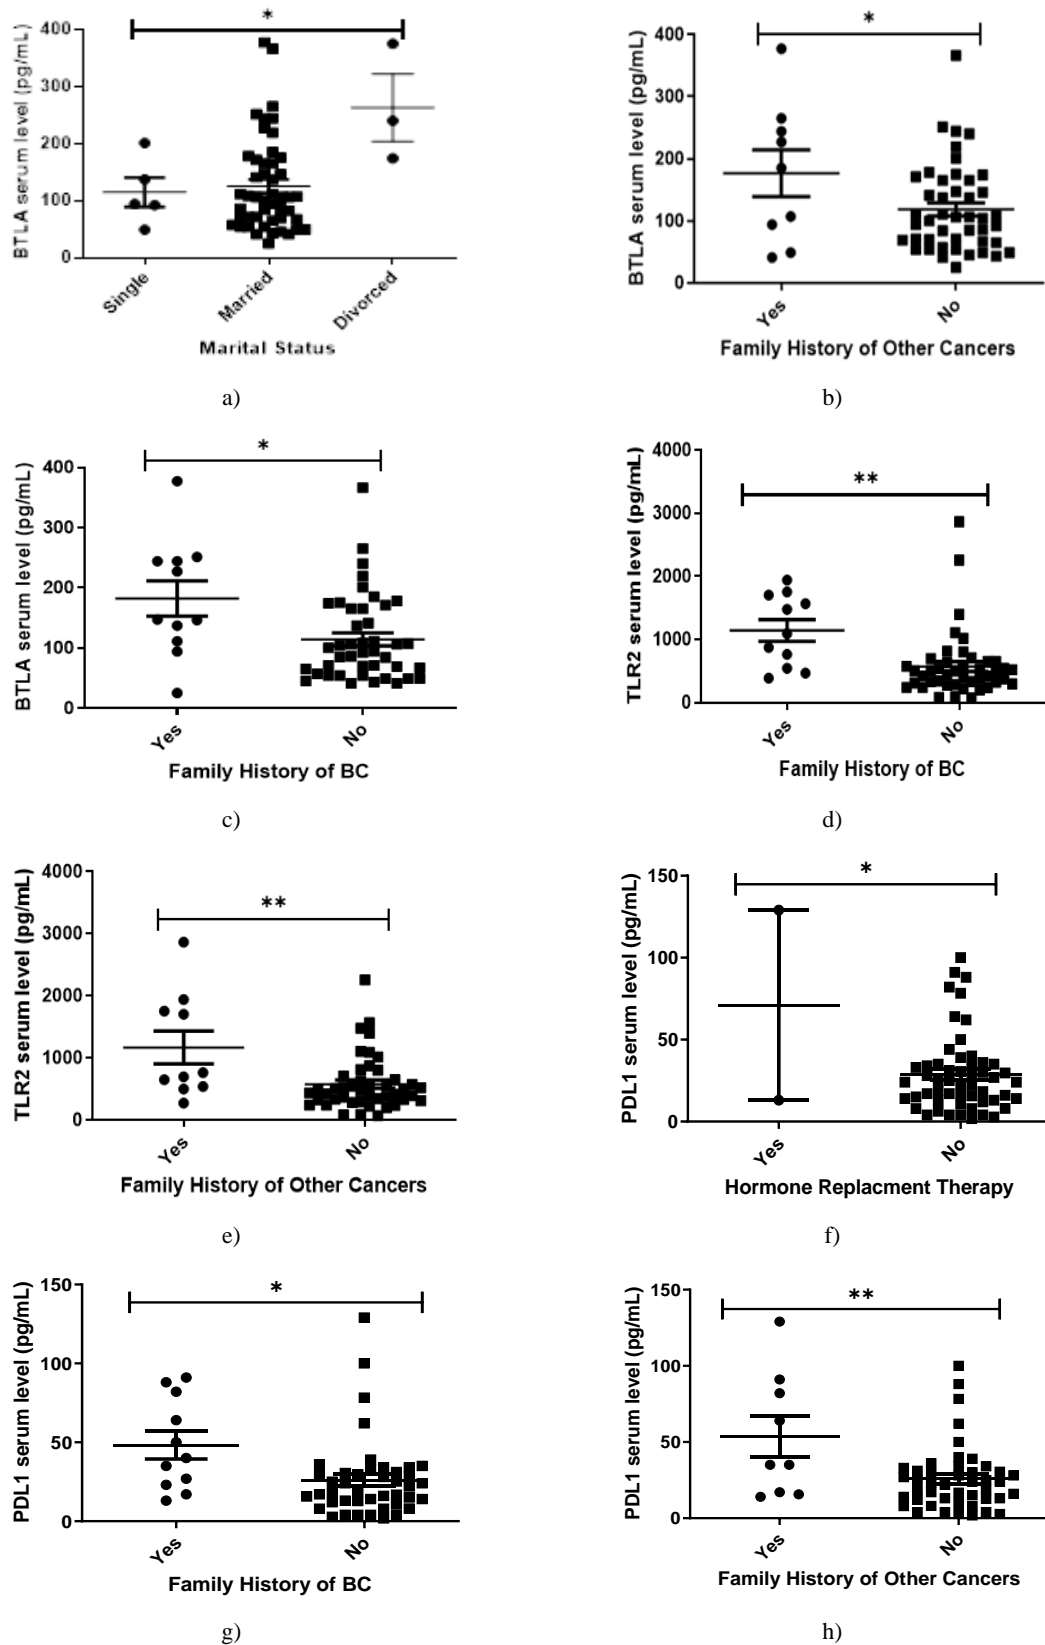 *
400
300
200
100
0
BTLA serum level (pg/mL)
Single
Married
Divorced
Marital Status
a)
*
400
300
200
100
0
BTLA serum level (pg/mL)
Yes
No
Family History of Other Cancers
b)
*
400
300
200
100
0
BTLA serum level (pg/mL)
Yes
No
Family History of BC
c)
**
4000
3000
2000
1000
0
TLR2 serum level (pg/mL)
Yes
No
Family History of BC
d)
**
4000
3000
2000
1000
0
TLR2 serum level (pg/mL)
Yes
No
Family History of Other Cancers
e)
*
150
100
50
0
PDL1 serum level (pg/mL)
Yes
No
Hormone Replacment Therapy
f)
*
150
100
50
0
PDL1 serum level (pg/mL)
Yes
No
Family History of BC
g)
**
150
100
50
0
PDL1 serum level (pg/mL)
Yes
No
Family History of Other Cancers
h)